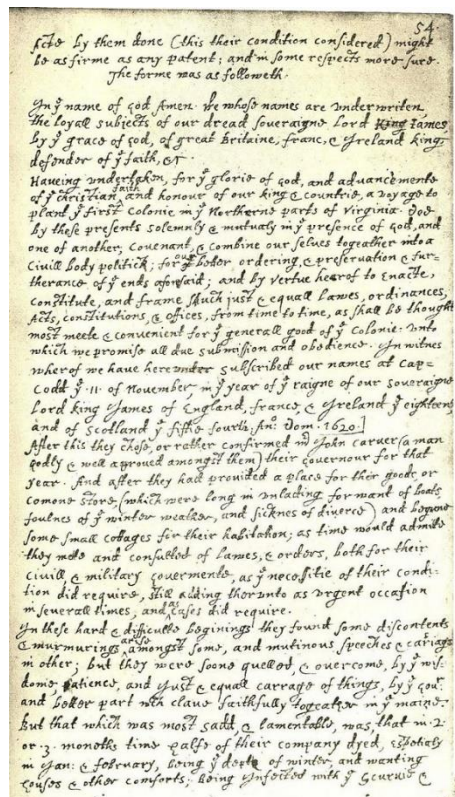 54.
Acte by them done (this their condition considered) might
be as firme as any patent; and in some respects more sure.
The forme was as followeth.
In yͤ name of god Amen. We whose names are underwriten,
the loyall subjects of our dread soveraigne Lord King James
by yͤ grace of god, of great Britaine, franc, & Ireland king,
defender of yͤ faith, &c.
Haveing undertaken, for yͤ glorie of god, and advancemente
of yͤ christian faith and honour of our king & countrie, a voyage to
plant yͤ first colonie in yͤ Northerne parts of Virginia. Doe
by these presents solemnly & mutualy in yͤ presence of god, and
one of another, covenant, & combine our selves togeather into a
civill body politick; for our better ordering, & preservation & fur-
therance of yͤ ends aforesaid; and by vertue hearof to enacte,
constitute, and frame shuch just & equall lawes, ordinances,
Acts, constitutions, & offices, from time to time, as shall be thought
most meete & convenient for yͤ generall good of yͤ Colonie. Unto
which we promise all due submission and obedience. In witnes
wherof we have hereunder subscribed our names at Cap=
Codd yͤ .11. of November, in yͤ year of yͤ raigne of our soveraigne
Lord king James of England, france, & Ireland yͤ eighteenth
and of Scotland yͤ fiftie fourth. Anº: Dom. 1620.]
After this they chose, or rather confirmed mr John carver (a man
godly & well approved amongst them) their governour for that
year. And after they had provided a place for their goods, or
comone store (which were long in unlading for want of boats,
foulnes of yͤ winter weather, and sicknes of diverce) and begune
some small cottages for their habitation; as time would admitte
they mette and consulted of lawes, & orders, both for their
civill & military govermente, as yͤ necessitie of their condi-
tion did require, still adding therunto as urgent occasion
in severall times, and as cases did require.
In these hard & difficulte beginings they found some discontents
& murmurings arise amongst some, and mutinous speeches & cariags
in other; but they were soone quelled, & overcome, by yͤ wis-
dome, patience, and just & equall carrage of things, by yͤ govʳ
and better part wch clave faithfully togeather in yͤ maine.
But that which was most sadd, & lamentable, was, that in .2.
or .3. moneths time halfe of their company dyed, espetialy
in Jan: & february, being yͤ depth of winter, and wanting
houses & other comforts; being Infected with yͤ Scurvie &